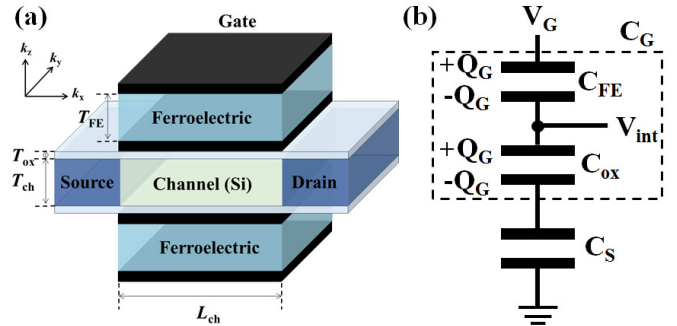 (a)
Gate
k_z
k_y
k_x
T_FE
Ferroelectric
T_ox
T_ch
Source
Channel (Si)
Drain
Ferroelectric
L_ch
(b)
V_G
C_G
+Q_G
-Q_G
C_FE
V_int
+Q_G
-Q_G
C_ox
C_S